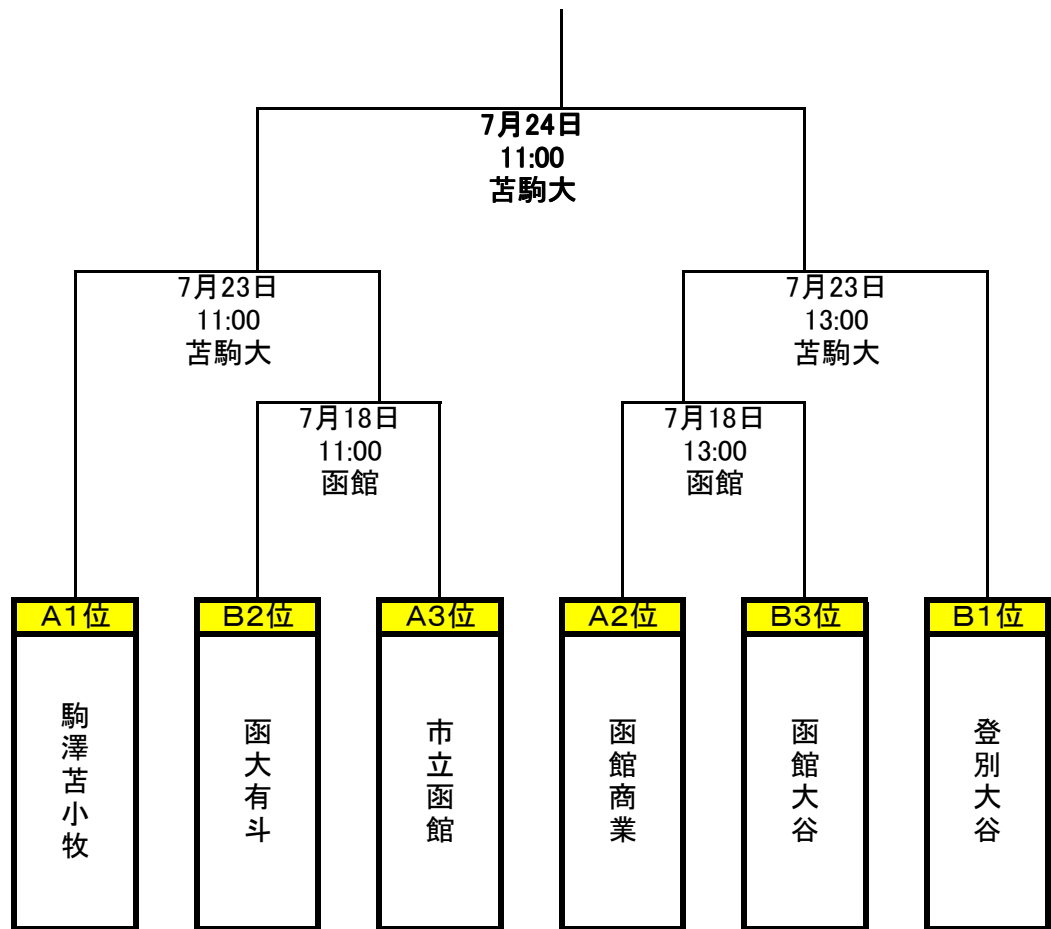 7月24日
11:00
苫駒大
7月23日
11:00
苫駒大
7月23日
13:00
苫駒大
7月18日
11:00
函館
7月18日
13:00
函館
A1位
B2位
A3位
A2位
B3位
B1位
駒澤苫小牧
函大有斗
市立函館
函館商業
函館大谷
登別大谷